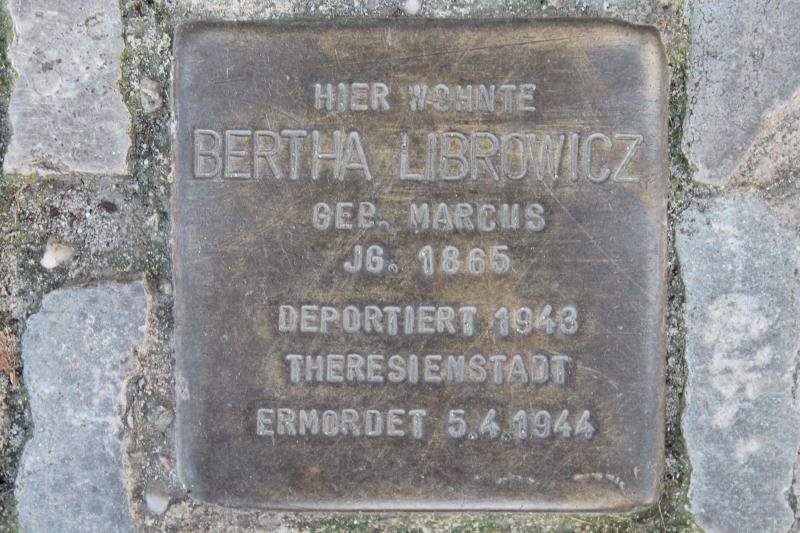 HIER WOHNTE
BERTHA LIBROWICZ
GEB. MARCUS
JG. 1865
DEPORTIERT 1943
THERESIENSTADT
ERMORDET 5.4.1944